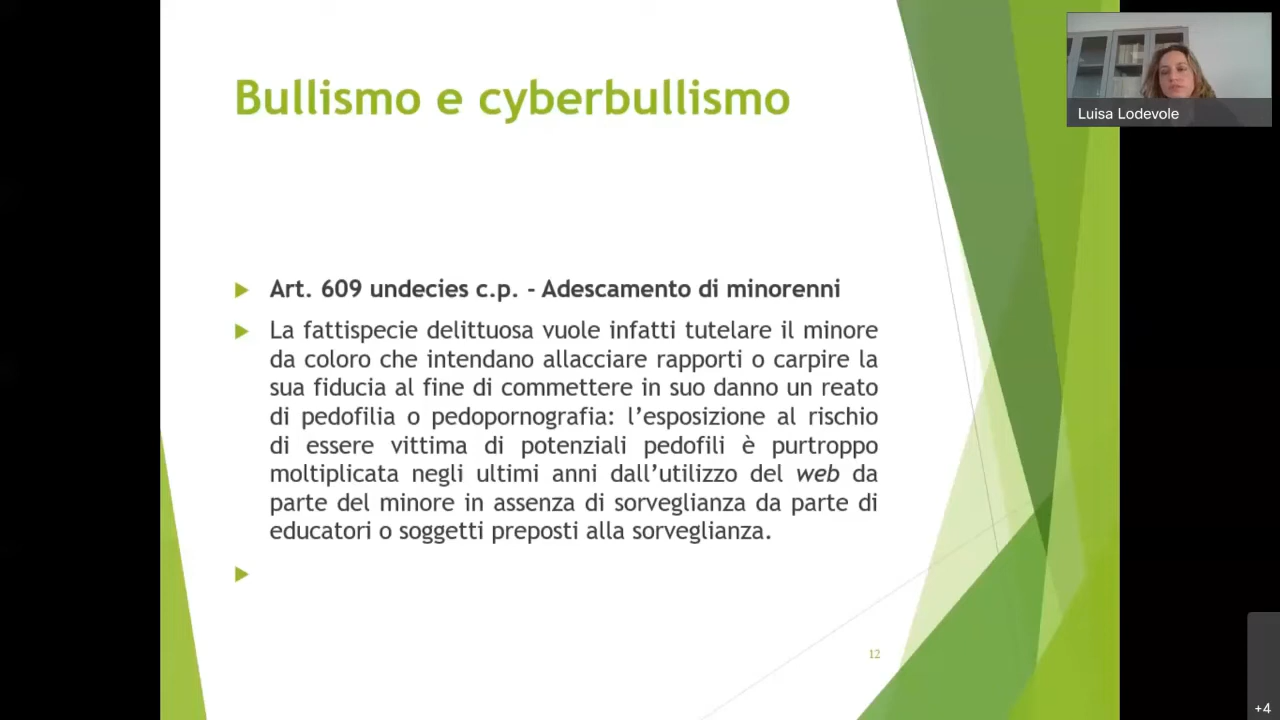 Bullismo e cyberbullismo
Luisa Lodevole
Art. 609 undecies c.p. - Adescamento di minorenni
La fattispecie delittuosa vuole infatti tutelare il minore
da coloro che intendano allacciare rapporti o carpire la
sua fiducia al fine di commettere in suo danno un reato
di pedofilia o pedopornografia: l’esposizione al rischio
di essere vittima di potenziali pedofili è purtroppo
moltiplicata negli ultimi anni dall’utilizzo del web da
parte del minore in assenza di sorveglianza da parte di
educatori o soggetti preposti alla sorveglianza.
12
+4